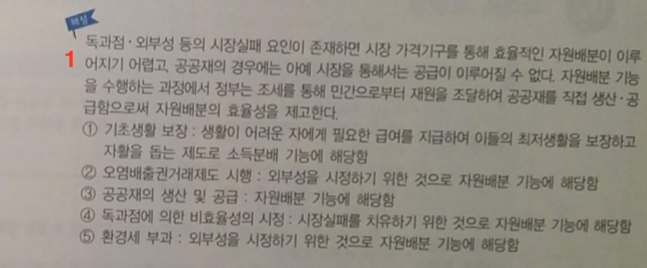 해설
1
독과점·외부성 등의 시장실패 요인이 존재하면 시장 가격기구를 통해 효율적인 자원배분이 이루
어지기 어렵고, 공공재의 경우에는 아예 시장을 통해서는 공급이 이루어질 수 없다. 자원배분 기능
을 수행하는 과정에서 정부는 조세를 통해 민간으로부터 재원을 조달하여 공공재를 직접 생산·공
급함으로써 자원배분의 효율성을 제고한다.
① 기초생활 보장 : 생활이 어려운 자에게 필요한 급여를 지급하여 이들의 최저생활을 보장하고
자활을 돕는 제도로 소득분배 기능에 해당함
② 오염배출권거래제도 시행 : 외부성을 시정하기 위한 것으로 자원배분 기능에 해당함
③ 공공재의 생산 및 공급 : 자원배분 기능에 해당함
④ 독과점에 의한 비효율성의 시정 : 시장실패를 치유하기 위한 것으로 자원배분 기능에 해당함
⑤ 환경세 부과 : 외부성을 시정하기 위한 것으로 자원배분 기능에 해당함